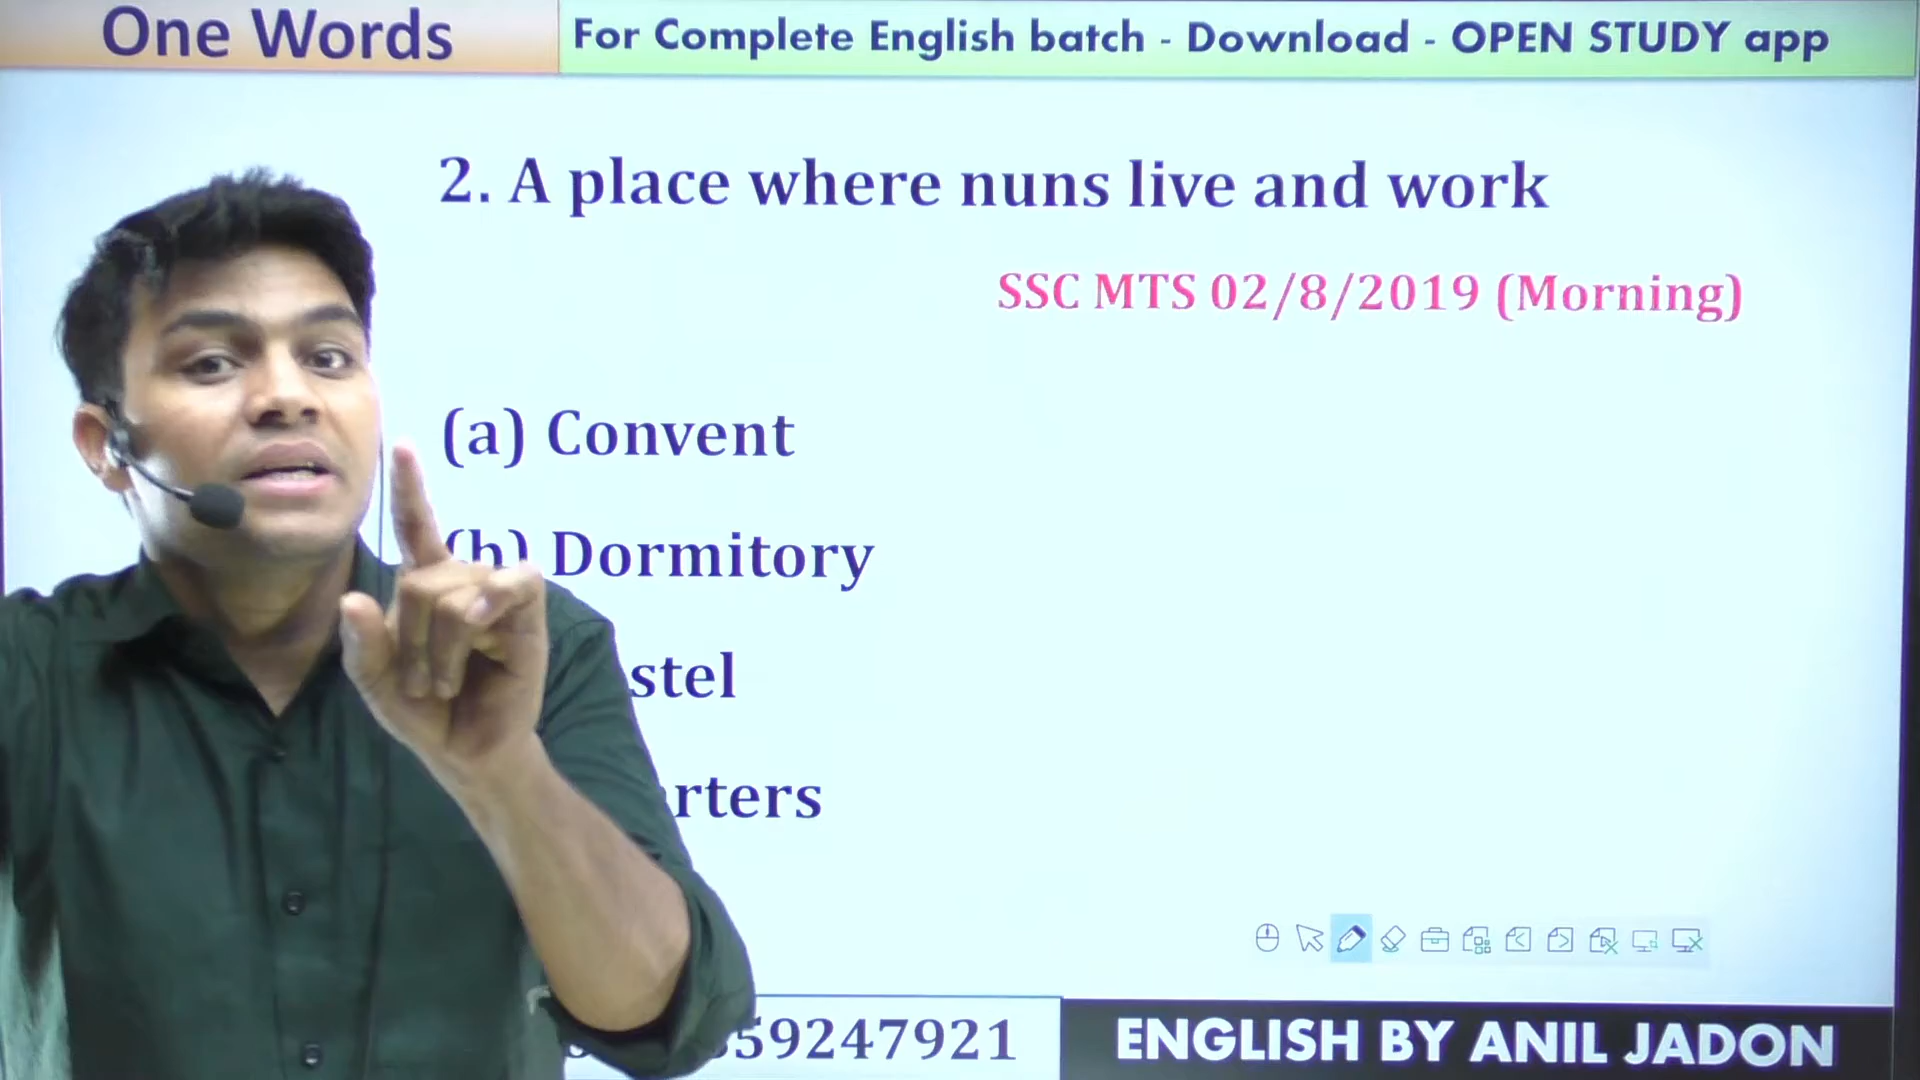 One Words
For Complete English batch - Download - OPEN STUDY app
2. A place where nuns live and work
SSC MTS 02/8/2019 (Morning)
(a) Convent
(b) Dormitory
stel
rters
59247921
ENGLISH BY ANIL JADON